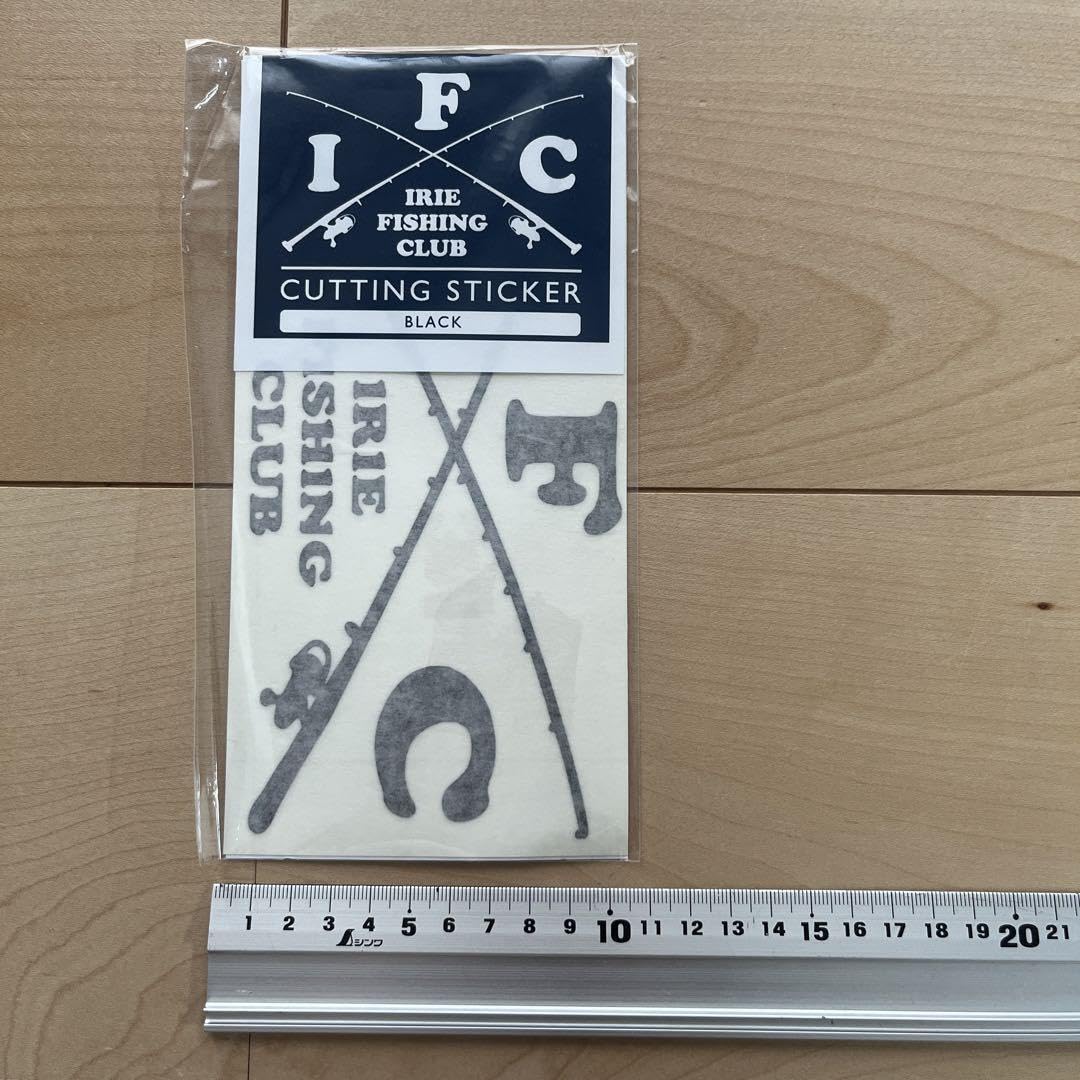 F
I C
IRIE
FISHING
CLUB
CUTTING STICKER
BLACK
IRIE
ISHING
CLUB
F
C
1 2 3 4 5 6 7 8 9 10 11 12 13 14 15 16 17 18 19 20 21
シンワ